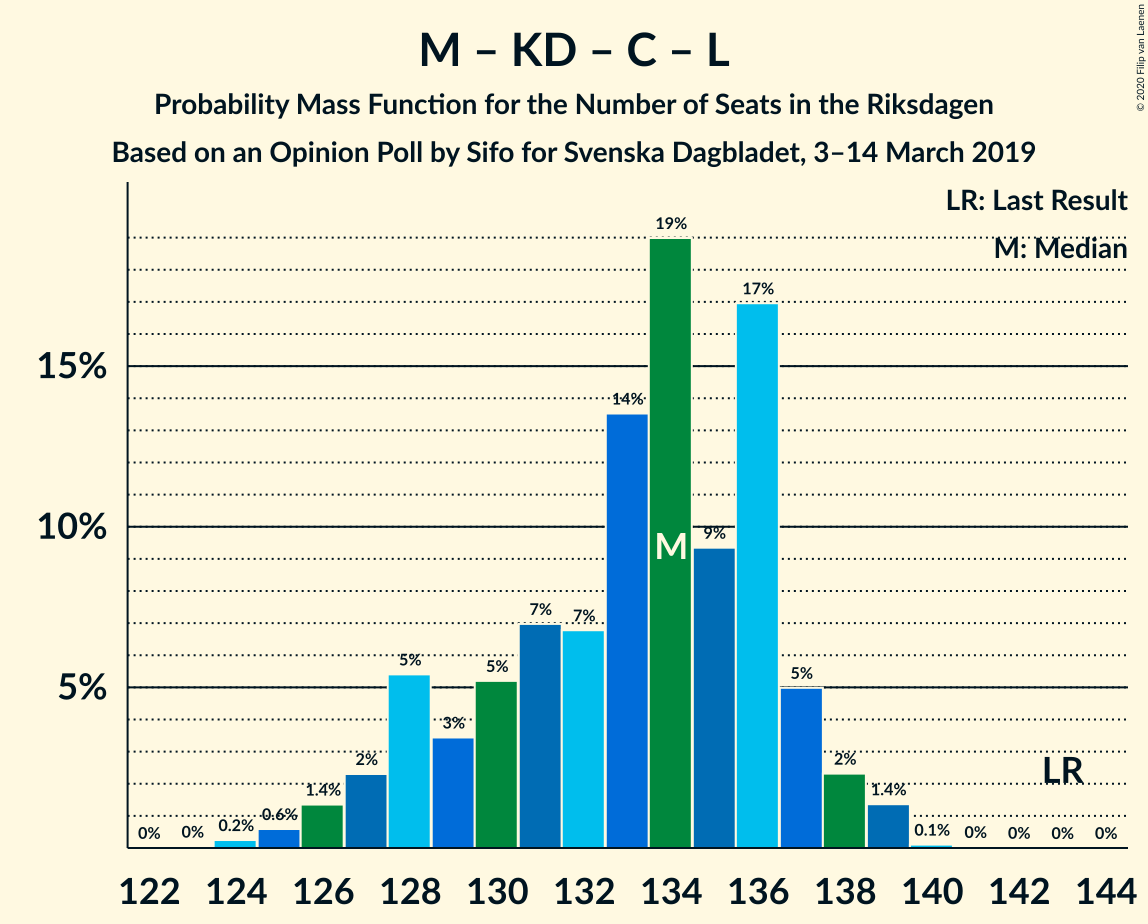 M – KD – C – L
Probability Mass Function for the Number of Seats in the Riksdagen
Based on an Opinion Poll by Sifo for Svenska Dagbladet, 3–14 March 2019
© 2020 Filip van Laenen
LR: Last Result
M: Median
15%
10%
5%
0% 0% 0.2% 0.6% 1.4% 2% 5% 3% 5% 7% 7% 14% 19% 9% 17% 5% 2% 1.4% 0.1% 0% 0% 0% 0%
M
LR
122 124 126 128 130 132 134 136 138 140 142 144